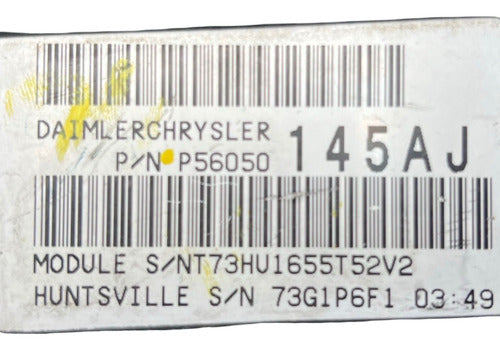 DAIMLERCHRYSLER
P/N P56050 145AJ
MODULE S/NT73HU1655T52V2
HUNTSVILLE S/N 73G1P6F1 03:49